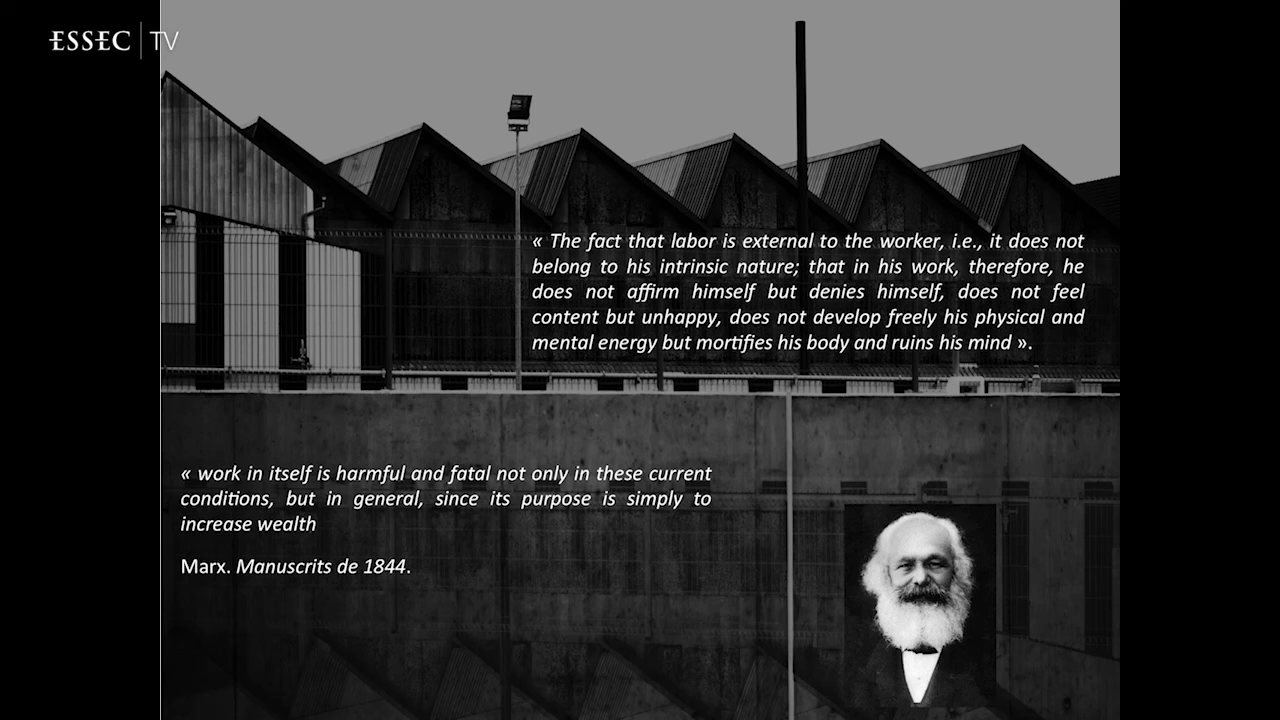 ESSEC TV
« The fact that labor is external to the worker, i.e., it does not
belong to his intrinsic nature; that in his work, therefore, he
does not affirm himself but denies himself, does not feel
content but unhappy, does not develop freely his physical and
mental energy but mortifies his body and ruins his mind ».
« work in itself is harmful and fatal not only in these current
conditions, but in general, since its purpose is simply to
increase wealth
Marx. Manuscrits de 1844.